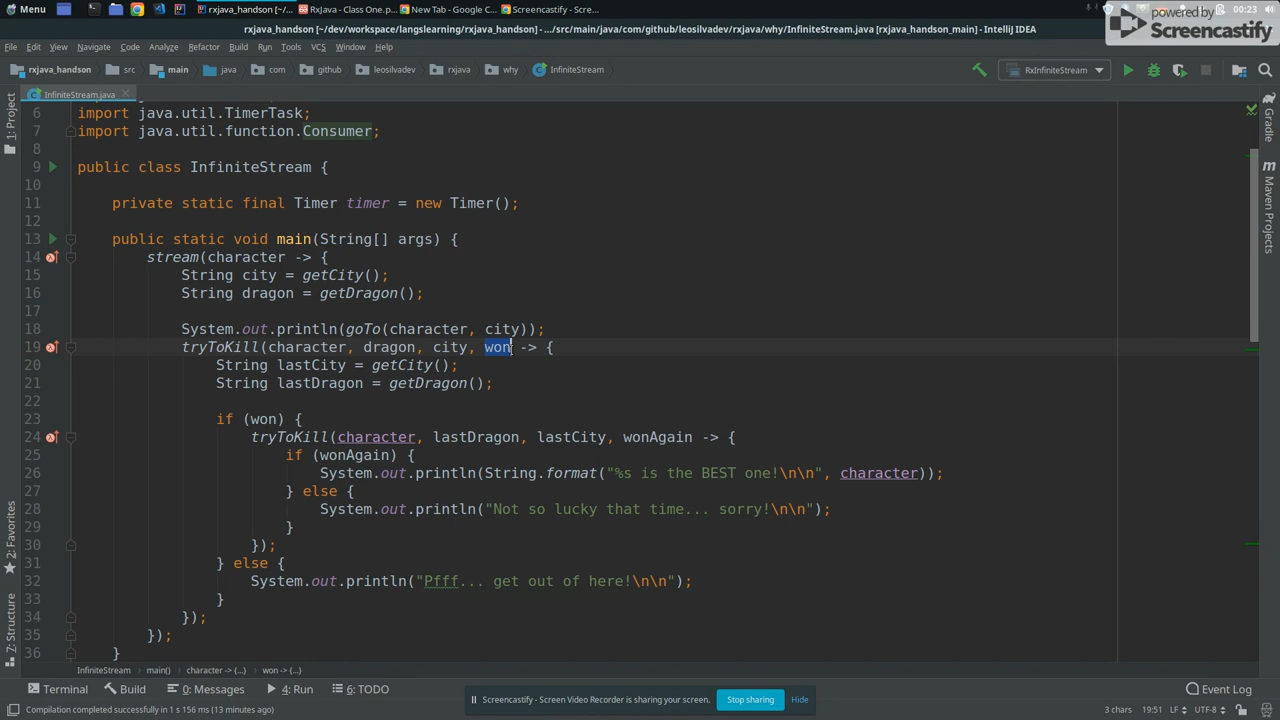 Menu
rxjava_handson [~/...
RxJava - Class One.p...
New Tab - Google C...
Screencastify - Scre...
00:23
powered by
Screencastify
rxjava_handson [~/dev/workspace/langslearning/rxjava_handson] - .../src/main/java/com/github/leosilvadev/rxjava/why/InfiniteStream.java [rxjava_handson_main] - IntelliJ IDEA
File Edit View Navigate Code Analyze Refactor Build Run Tools VCS Window Help
rxjava_handson src main java com github leosilvadev rxjava why InfiniteStream
RxInfiniteStream
InfiniteStream.java
1: Project
2: Favorites
7: Structure
Gradle
Maven Projects
6 import java.util.TimerTask;
7 import java.util.function.Consumer;
8
9 public class InfiniteStream {
10
11 private static final Timer timer = new Timer();
12
13 public static void main(String[] args) {
14 stream(character -> {
15 String city = getCity();
16 String dragon = getDragon();
17
18 System.out.println(goTo(character, city));
19 tryToKill(character, dragon, city, won -> {
20 String lastCity = getCity();
21 String lastDragon = getDragon();
22
23 if (won) {
24 tryToKill(character, lastDragon, lastCity, wonAgain -> {
25 if (wonAgain) {
26 System.out.println(String.format("%s is the BEST one!\n\n", character));
27 } else {
28 System.out.println("Not so lucky that time... sorry!\n\n");
29 }
30 });
31 } else {
32 System.out.println("Pfff... get out of here!\n\n");
33 }
34 });
35 });
36 }
InfiniteStream main() character -> {...} won -> {...}
Terminal Build 0: Messages 4: Run 6: TODO
Screencastify - Screen Video Recorder is sharing your screen. Stop sharing Hide
Event Log
Compilation completed successfully in 1 s 156 ms (13 minutes ago)
3 chars 19:51 LF UTF-8